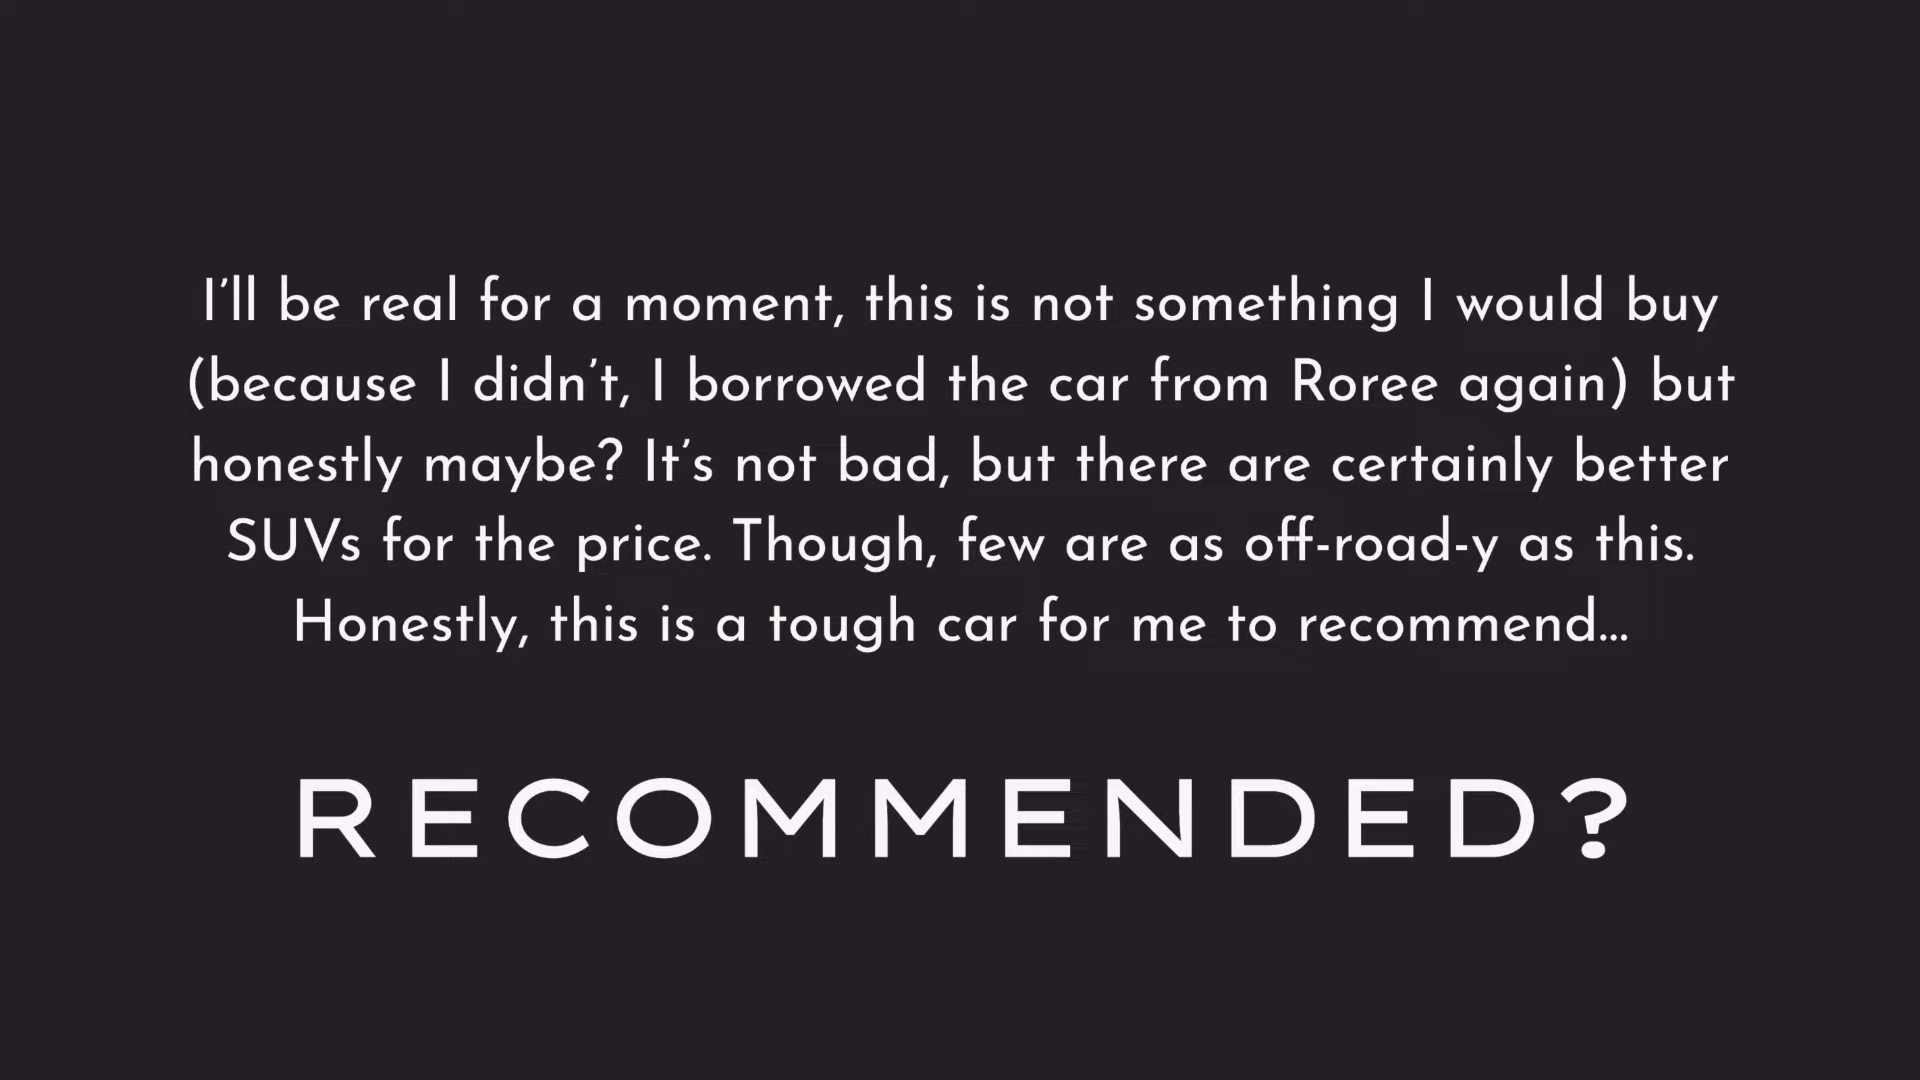 I’ll be real for a moment, this is not something I would buy
(because I didn’t, I borrowed the car from Roree again) but
honestly maybe? It’s not bad, but there are certainly better
SUVs for the price. Though, few are as off-road-y as this.
Honestly, this is a tough car for me to recommend...
RECOMMENDED?